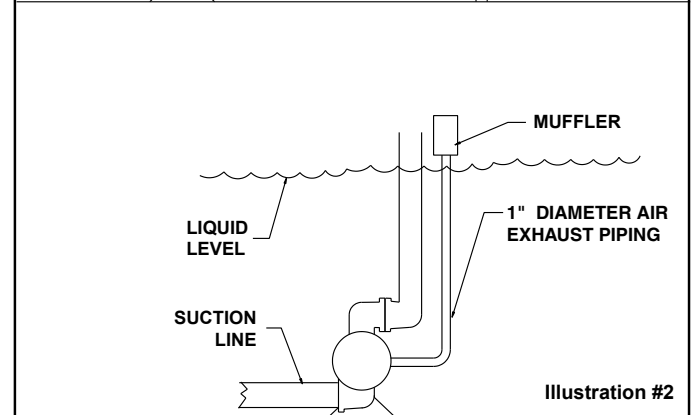 MUFFLER
LIQUID
LEVEL
1" DIAMETER AIR
EXHAUST PIPING
SUCTION
LINE
Illustration #2